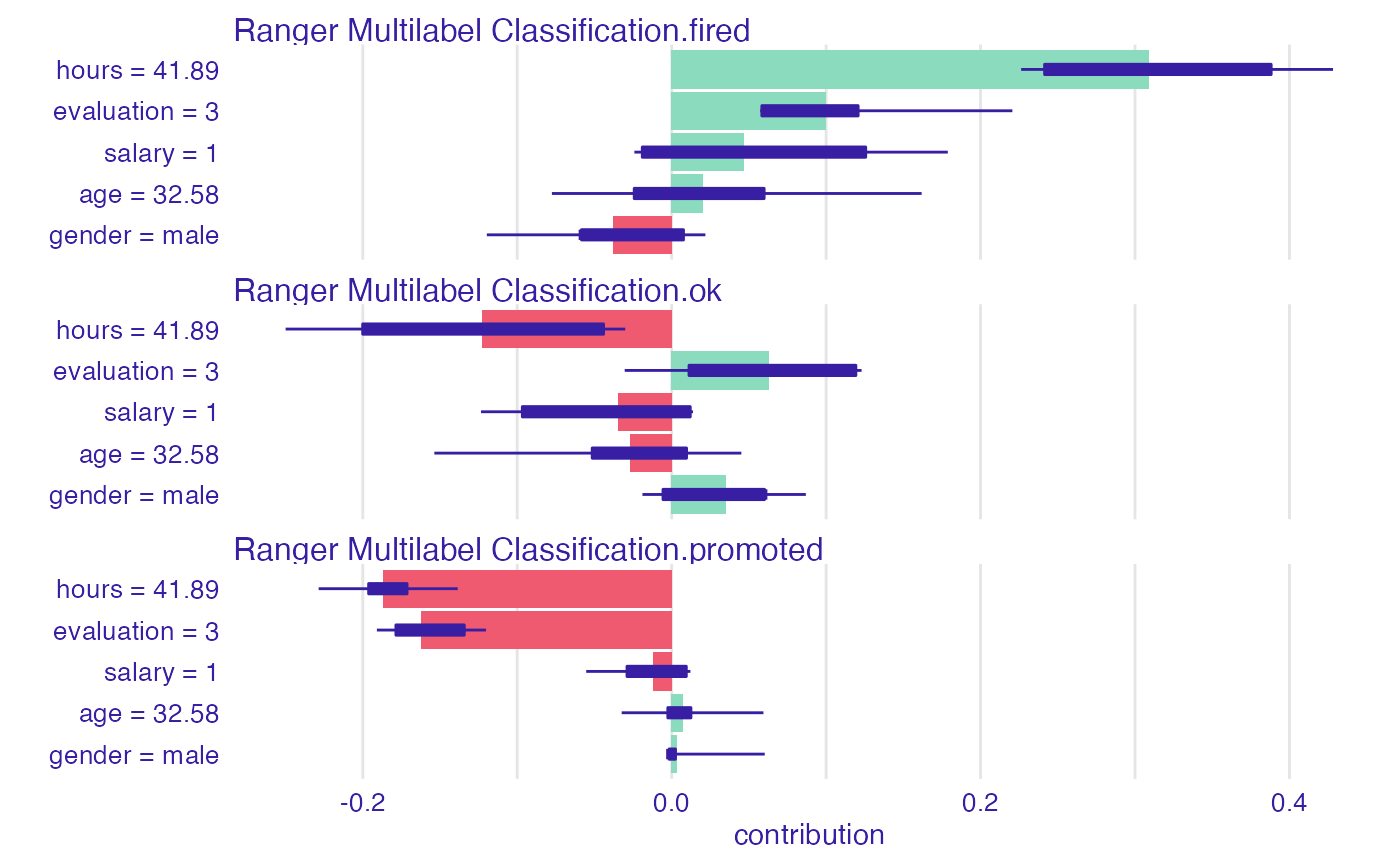 Ranger Multilabel Classification.fired
hours = 41.89
evaluation = 3
salary = 1
age = 32.58
gender = male
Ranger Multilabel Classification.ok
hours = 41.89
evaluation = 3
salary = 1
age = 32.58
gender = male
Ranger Multilabel Classification.promoted
hours = 41.89
evaluation = 3
salary = 1
age = 32.58
gender = male
-0.2 0.0 0.2 0.4
contribution